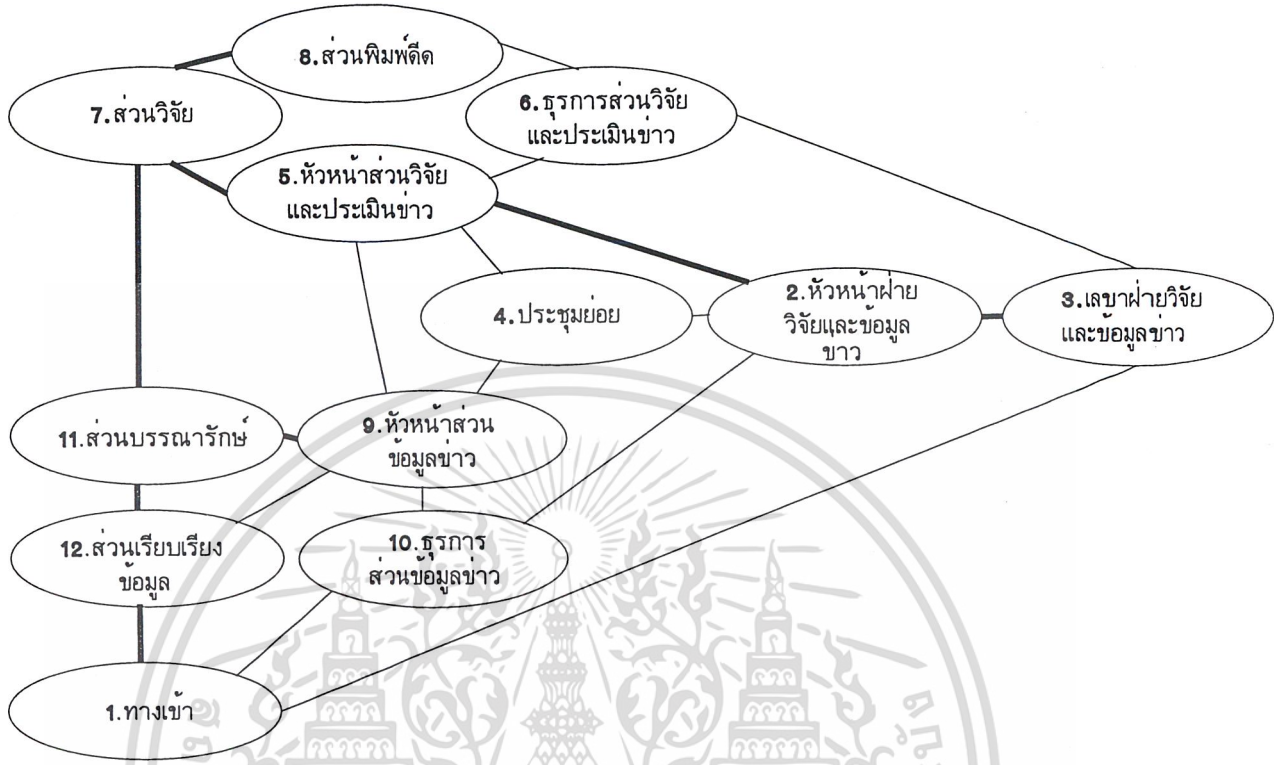 8.ส่วนพิมพ์ดีด
7.ส่วนวิจัย
6.ธุรการส่วนวิจัย
และประเมินข่าว
5.หัวหน้าส่วนวิจัย
และประเมินข่าว
4.ประชุมย่อย
2.หัวหน้าฝ่าย
วิจัยและข้อมูล
ขาว
3.เลขาฝ่ายวิจัย
และข้อมูลข่าว
11.ส่วนบรรณารักษ์
9.หัวหน้าส่วน
ข้อมูลข่าว
12.ส่วนเรียบเรียง
ข้อมูล
10.ธุรการ
ส่วนข้อมูลข่าว
1.ทางเข้า